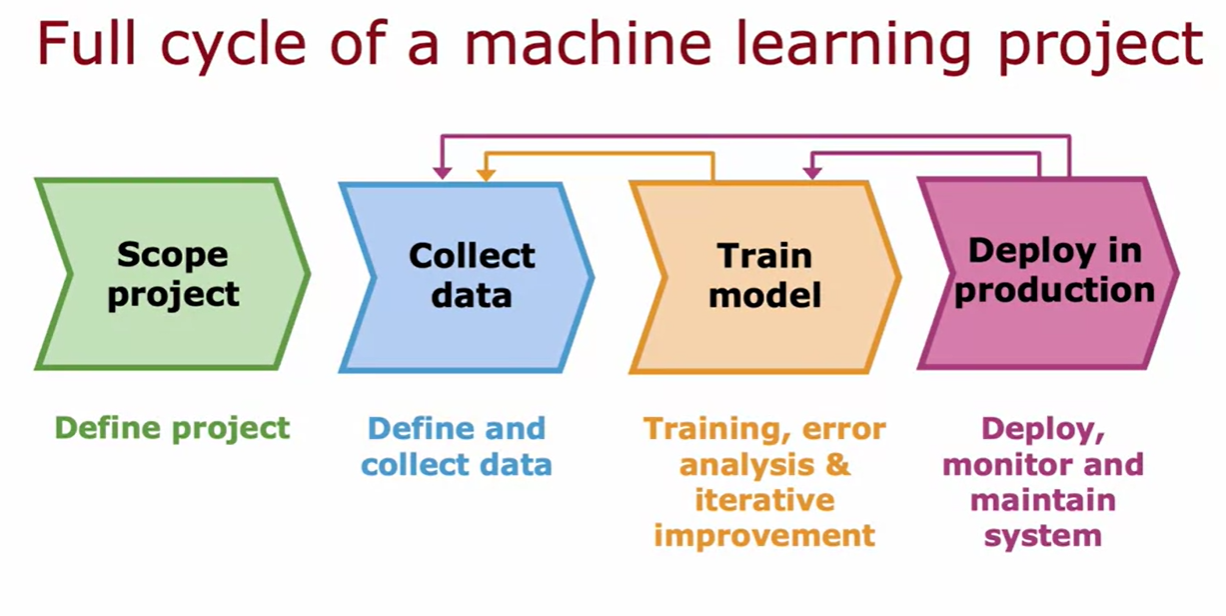 Full cycle of a machine learning project
Scope
project
Collect
data
Train
model
Deploy in
production
Define project
Define and
collect data
Training, error
analysis &
iterative
improvement
Deploy,
monitor and
maintain
system